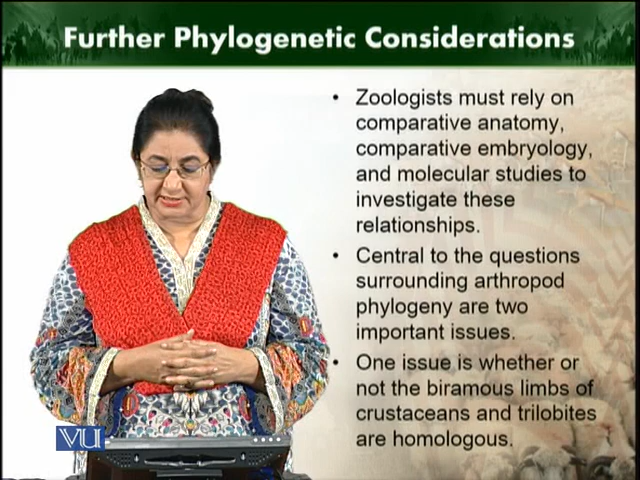 Further Phylogenetic Considerations
• Zoologists must rely on
comparative anatomy,
comparative embryology,
and molecular studies to
investigate these
relationships.
• Central to the questions
surrounding arthropod
phylogeny are two
important issues.
• One issue is whether or
not the biramous limbs of
crustaceans and trilobites
are homologous.
VU